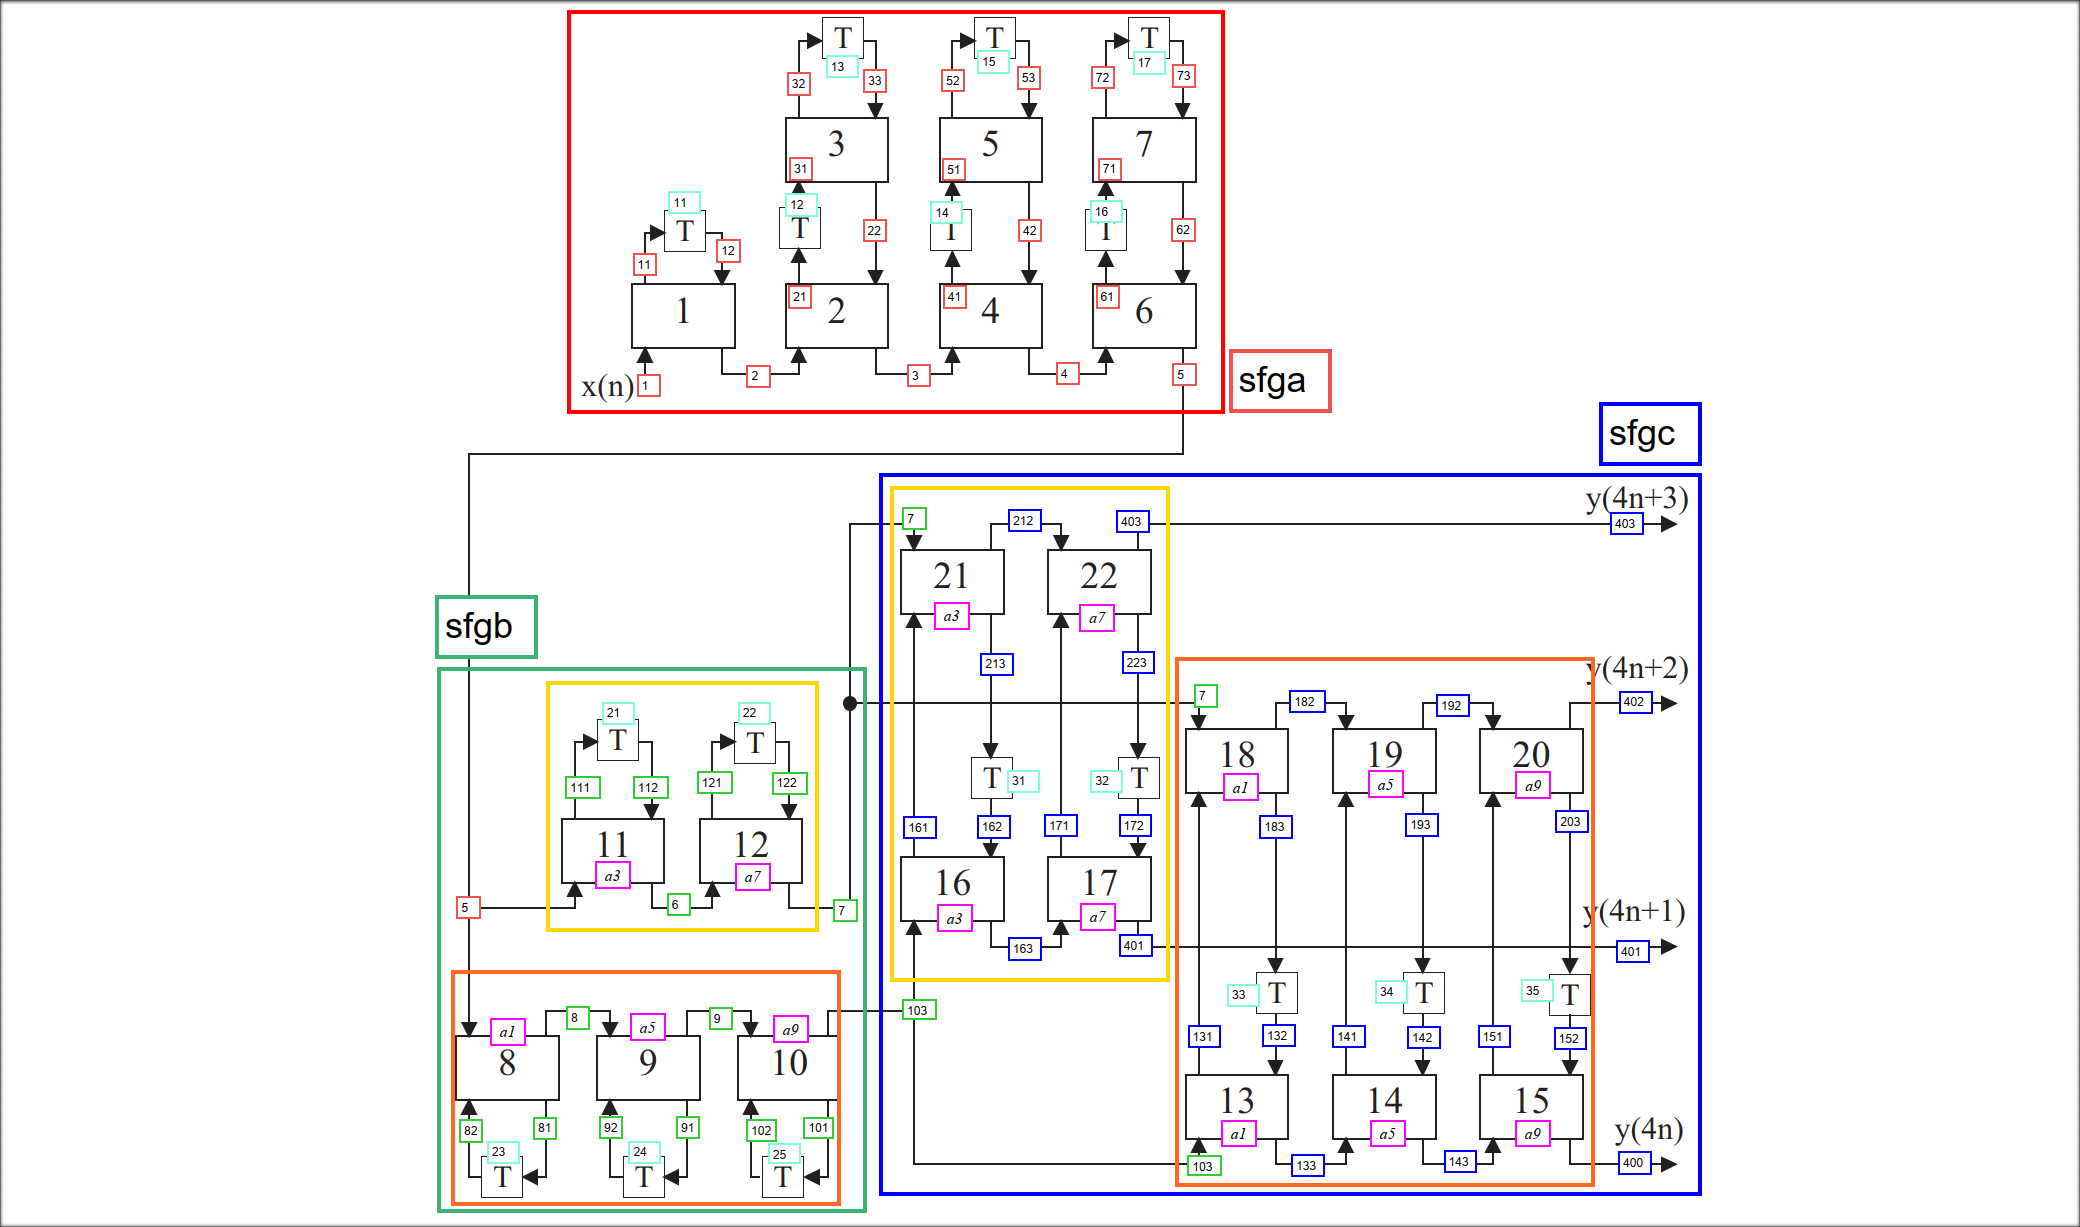 T T T
13 15 17
32 33 52 53 72 73
3 5 7
31 51 71
11 12 14 16
T T T T
22 42 62
11 12
21 41 61
1 2 4 6
x(n) 1 2 3 4 5
sfga
sfgc
y(4n+3)
7 212 403 403
21 22
a3 a7
sfgb
213 223
y(4n+2)
7 182 192 402
21 22
T T
18 19 20
a1 a5 a9
T 31 32 T
111 112 121 122
161 162 171 172
183 193 203
11 12
a3 a7
16 17
a3 a7
5 6 7
y(4n+1)
163 401 401
33 T 34 T 35 T
8 9 103
a1 a5 a9
131 132 141 142 151 152
8 9 10
13 14 15
a1 a5 a9
82 81 92 91 102 101
y(4n)
23 24 25
T T T
103 133 143 400